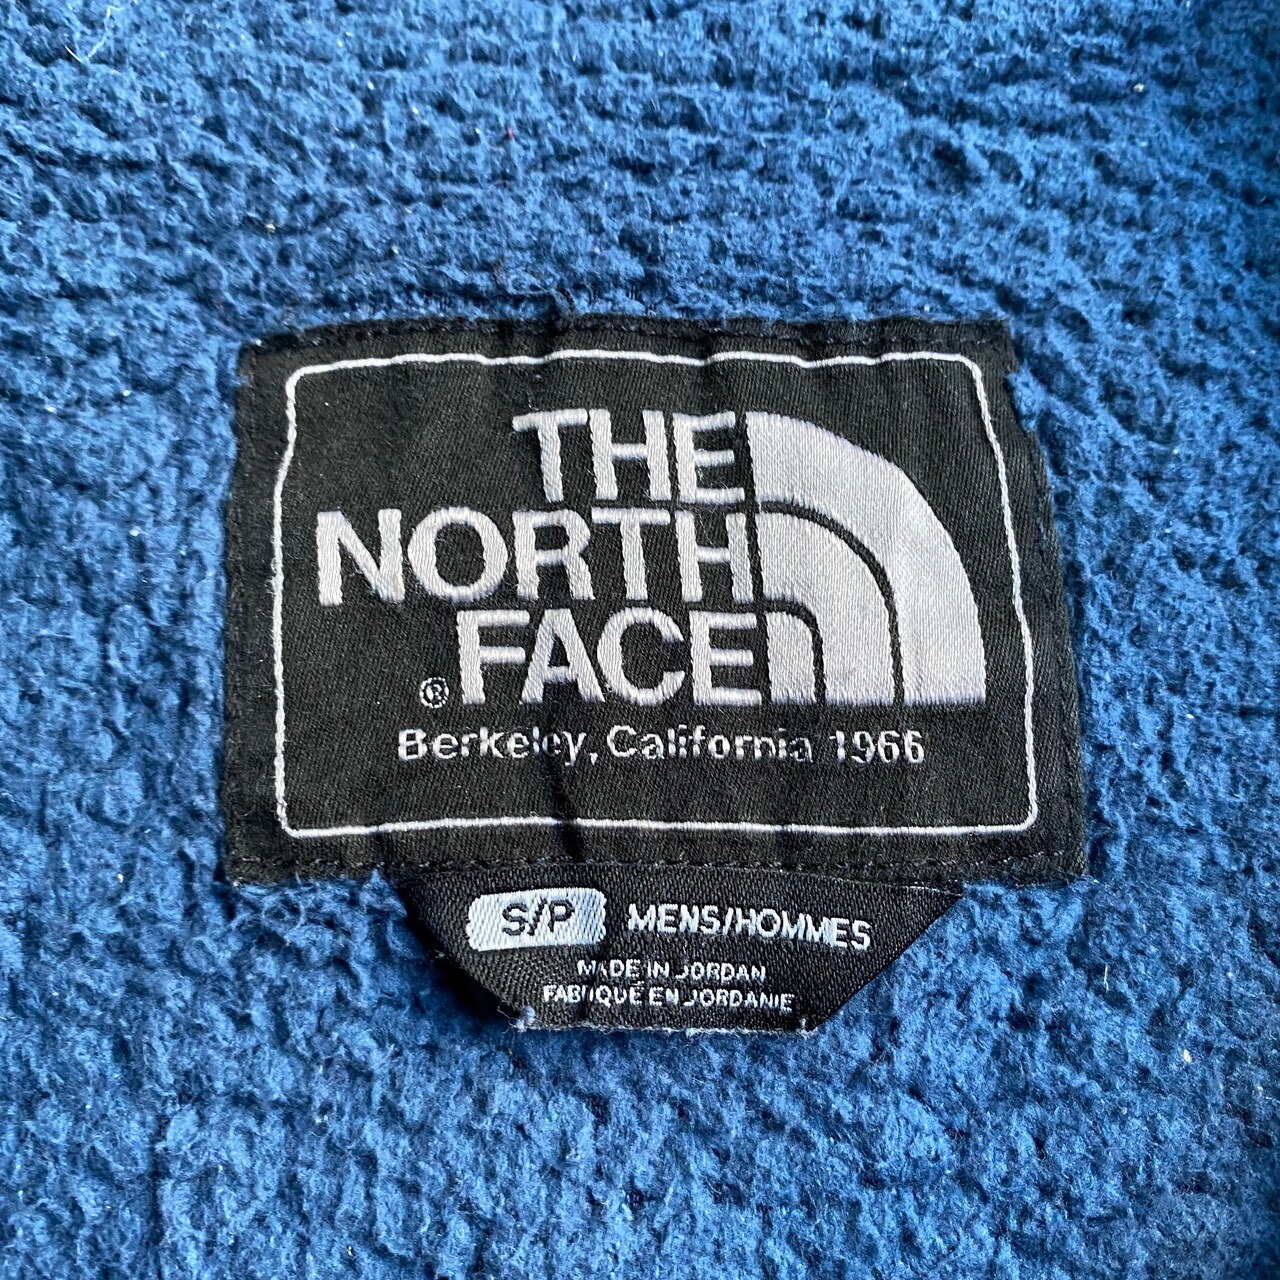 THE
NORTH
FACE
®
Berkeley, California 1966
S/P MENS/HOMMES
MADE IN JORDAN
FABRIQUÉ EN JORDANIE